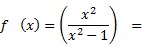 f (x) = (x² / (x² − 1)) =